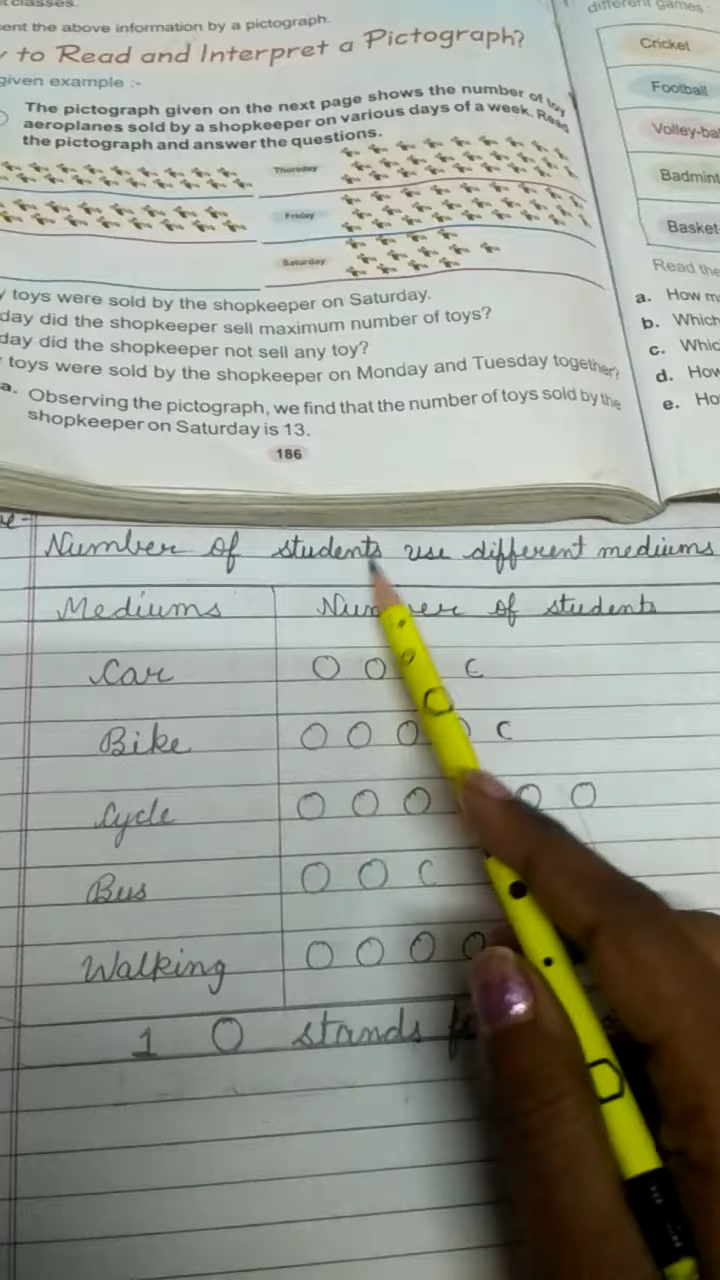 classes.
ent the above information by a pictograph.
to Read and Interpret a Pictograph?
given example :-
The pictograph given on the next page shows the number of toy
aeroplanes sold by a shopkeeper on various days of a week. Read
the pictograph and answer the questions.
Thursday
Friday
Saturday
toys were sold by the shopkeeper on Saturday.
day did the shopkeeper sell maximum number of toys?
day did the shopkeeper not sell any toy?
toys were sold by the shopkeeper on Monday and Tuesday together?
a. Observing the pictograph, we find that the number of toys sold by the
shopkeeper on Saturday is 13.
186
different games
Cricket
Football
Volley-bal
Badmint
Basket
Read the
a. How m
b. Which
c. Whic
d. How
e. Ho
Number of students use different mediums
Mediums Number of students
Car O O C
Bike O O O C
Cycle O O O O O
Bus O O C
Walking O O O O
1 O stands